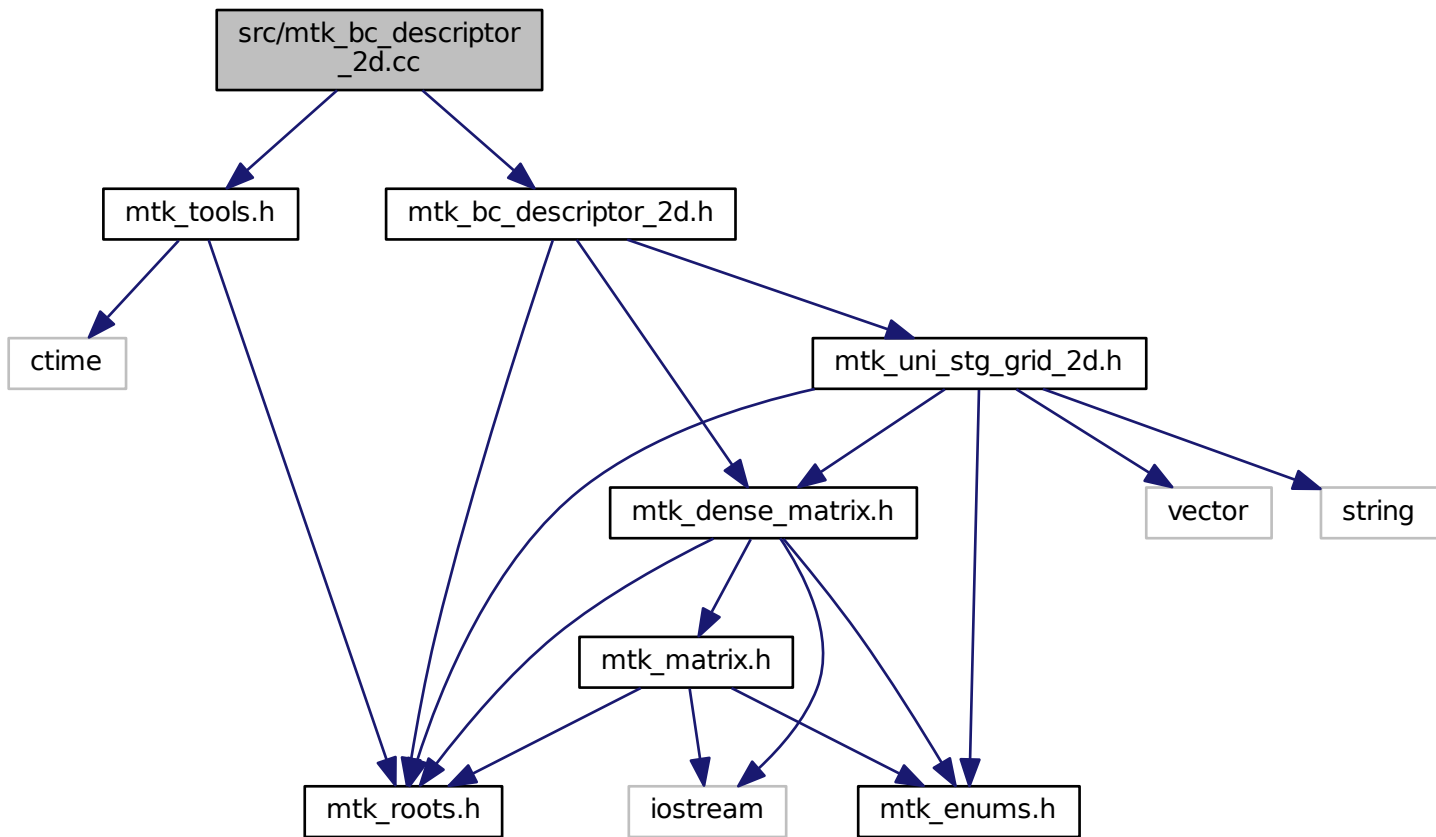 src/mtk_bc_descriptor
_2d.cc
mtk_tools.h
mtk_bc_descriptor_2d.h
ctime
mtk_uni_stg_grid_2d.h
mtk_dense_matrix.h
vector
string
mtk_matrix.h
mtk_roots.h
iostream
mtk_enums.h